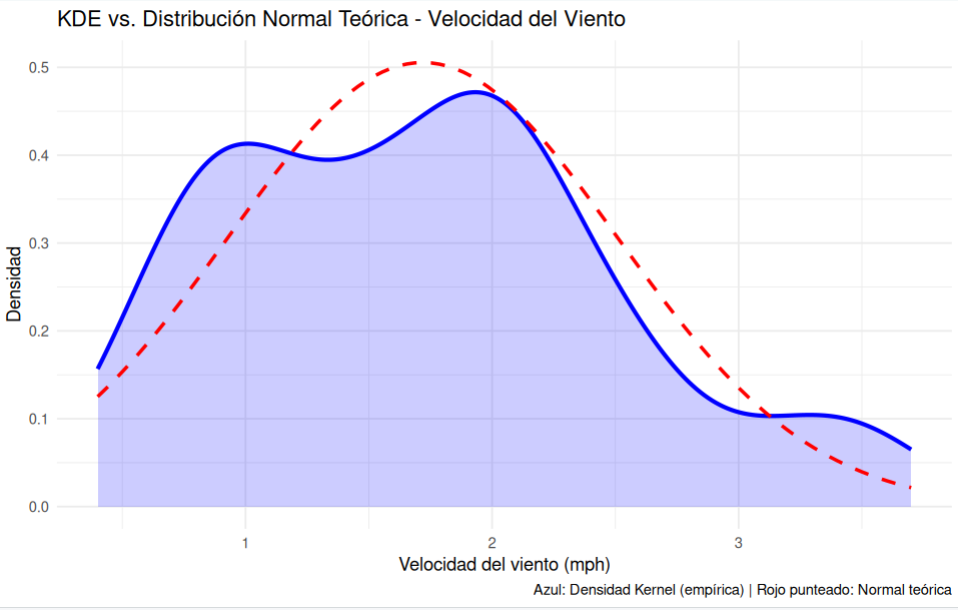 KDE vs. Distribución Normal Teórica - Velocidad del Viento
0.5
0.4
0.3
0.2
0.1
0.0
Densidad
1 2 3
Velocidad del viento (mph)
Azul: Densidad Kernel (empírica) | Rojo punteado: Normal teórica